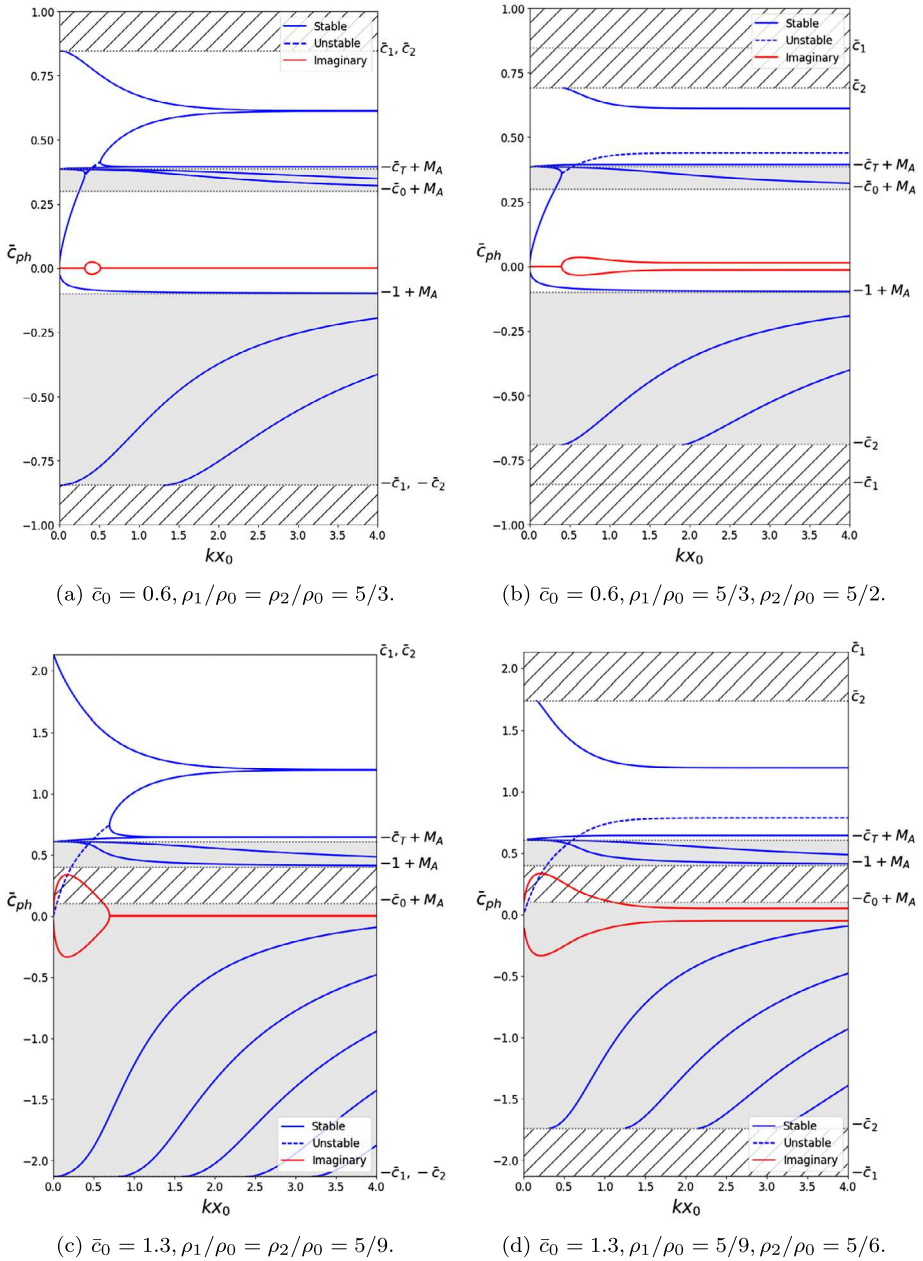 1.00
0.75
0.50
0.25
0.00
−0.25
−0.50
−0.75
−1.00
c̄ph
Stable
Unstable
Imaginary
c̄1, c̄2
−c̄T + MA
−c̄0 + MA
−1 + MA
−c̄1, −c̄2
0.0 0.5 1.0 1.5 2.0 2.5 3.0 3.5 4.0
kx0
(a) c̄0 = 0.6, ρ1/ρ0 = ρ2/ρ0 = 5/3.
1.00
0.75
0.50
0.25
0.00
−0.25
−0.50
−0.75
−1.00
c̄ph
Stable
Unstable
Imaginary
c̄1
c̄2
−c̄T + MA
−c̄0 + MA
−1 + MA
−c̄2
−c̄1
0.0 0.5 1.0 1.5 2.0 2.5 3.0 3.5 4.0
kx0
(b) c̄0 = 0.6, ρ1/ρ0 = 5/3, ρ2/ρ0 = 5/2.
2.0
1.5
1.0
0.5
0.0
−0.5
−1.0
−1.5
−2.0
c̄ph
c̄1, c̄2
−c̄T + MA
−1 + MA
−c̄0 + MA
Stable
Unstable
Imaginary
−c̄1, −c̄2
0.0 0.5 1.0 1.5 2.0 2.5 3.0 3.5 4.0
kx0
(c) c̄0 = 1.3, ρ1/ρ0 = ρ2/ρ0 = 5/9.
2.0
1.5
1.0
0.5
0.0
−0.5
−1.0
−1.5
−2.0
c̄ph
c̄1
c̄2
−c̄T + MA
−1 + MA
−c̄0 + MA
Stable
Unstable
Imaginary
−c̄2
−c̄1
0.0 0.5 1.0 1.5 2.0 2.5 3.0 3.5 4.0
kx0
(d) c̄0 = 1.3, ρ1/ρ0 = 5/9, ρ2/ρ0 = 5/6.